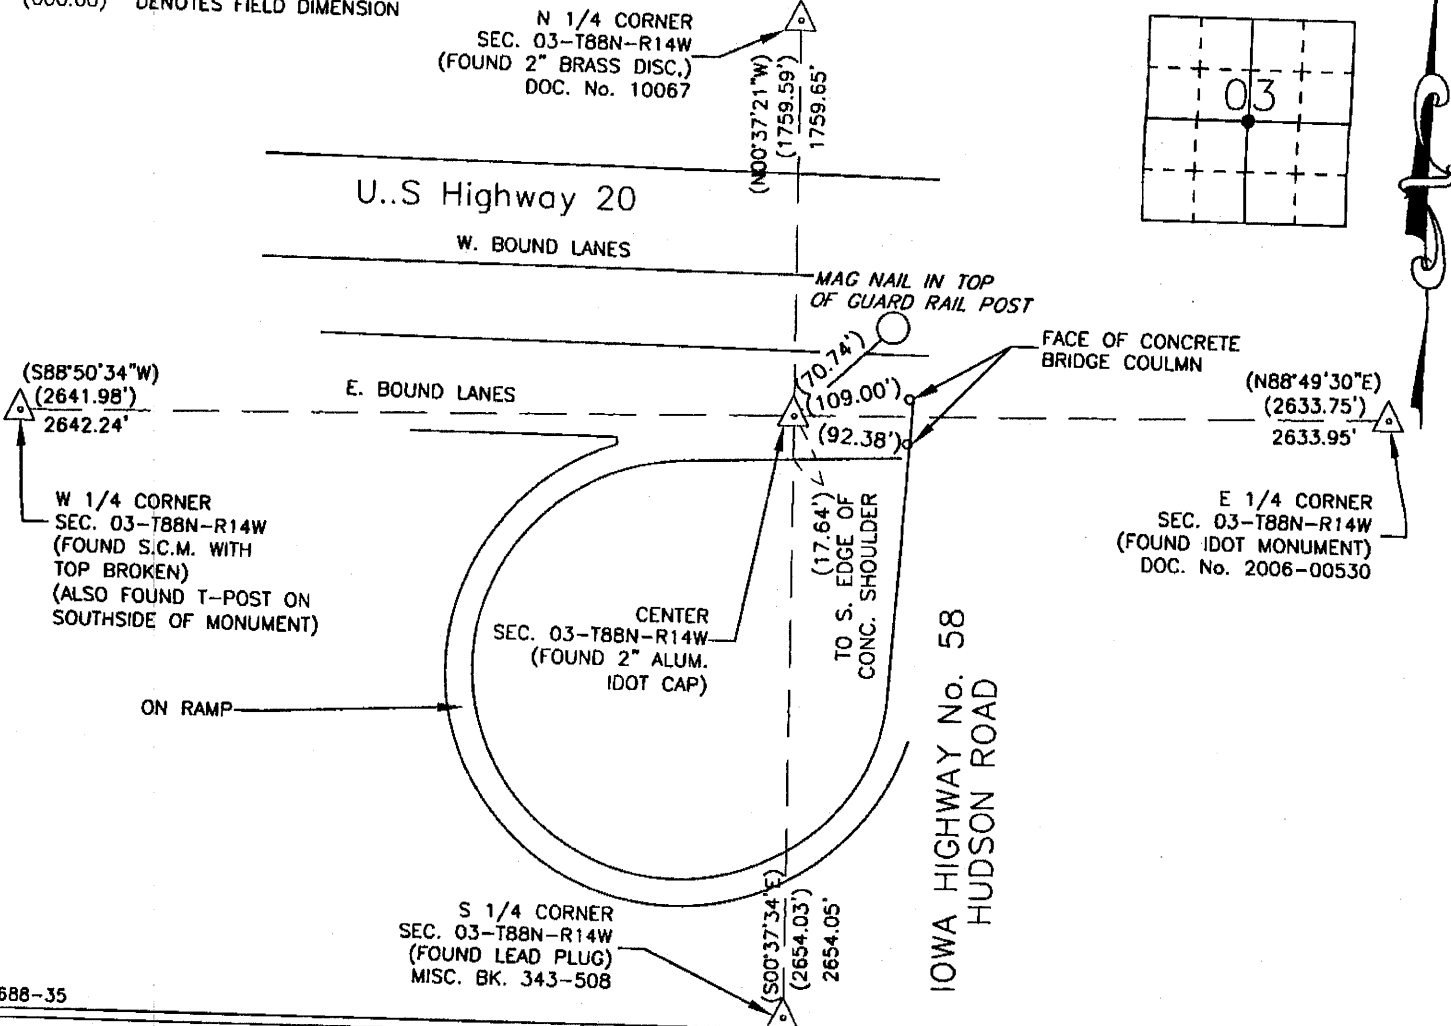 (000.00) DENOTES FIELD DIMENSION
N 1/4 CORNER
SEC. 03-T88N-R14W
(FOUND 2" BRASS DISC,)
DOC. No. 10067
(N00°37'21"W)
(1759.59')
1759.65'
03
U..S Highway 20
W. BOUND LANES
MAG NAIL IN TOP
OF GUARD RAIL POST
FACE OF CONCRETE
BRIDGE COULMN
(S88°50'34"W)
(2641.98')
2642.24'
E. BOUND LANES
(70.74')
(109.00')
(92.38')
(N88°49'30"E)
(2633.75')
2633.95'
W 1/4 CORNER
SEC. 03-T88N-R14W
(FOUND S.C.M. WITH
TOP BROKEN)
(ALSO FOUND T-POST ON
SOUTHSIDE OF MONUMENT)
(17.64')
TO S. EDGE OF
CONC. SHOULDER
E 1/4 CORNER
SEC. 03-T88N-R14W
(FOUND IDOT MONUMENT)
DOC. No. 2006-00530
CENTER
SEC. 03-T88N-R14W
(FOUND 2" ALUM.
IDOT CAP)
ON RAMP
IOWA HIGHWAY No. 58
HUDSON ROAD
S 1/4 CORNER
SEC. 03-T88N-R14W
(FOUND LEAD PLUG)
MISC. BK. 343-508
(S00°37'34"E)
(2654.03')
2654.05'
688-35